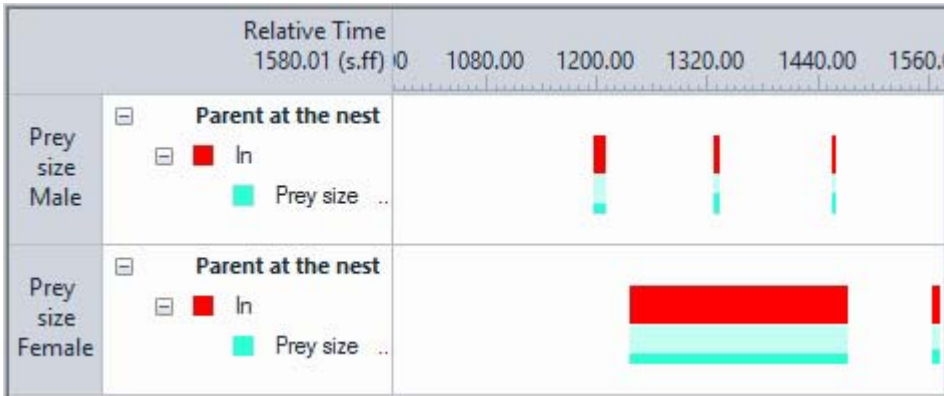 Relative Time
1580.01 (s.ff) 1080.00 1200.00 1320.00 1440.00
Prey size Male
Parent at the nest
In
Prey size ..
Prey size Female
Parent at the nest
In
Prey size ..